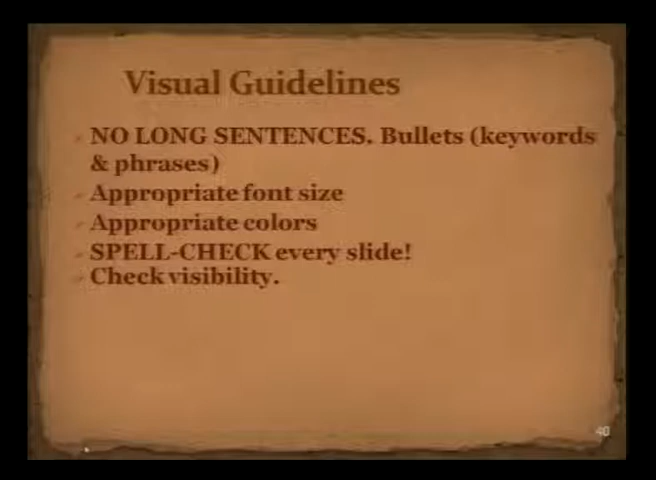 Visual Guidelines
NO LONG SENTENCES. Bullets (keywords
& phrases)
Appropriate font size
Appropriate colors
SPELL-CHECK every slide!
Check visibility.
40